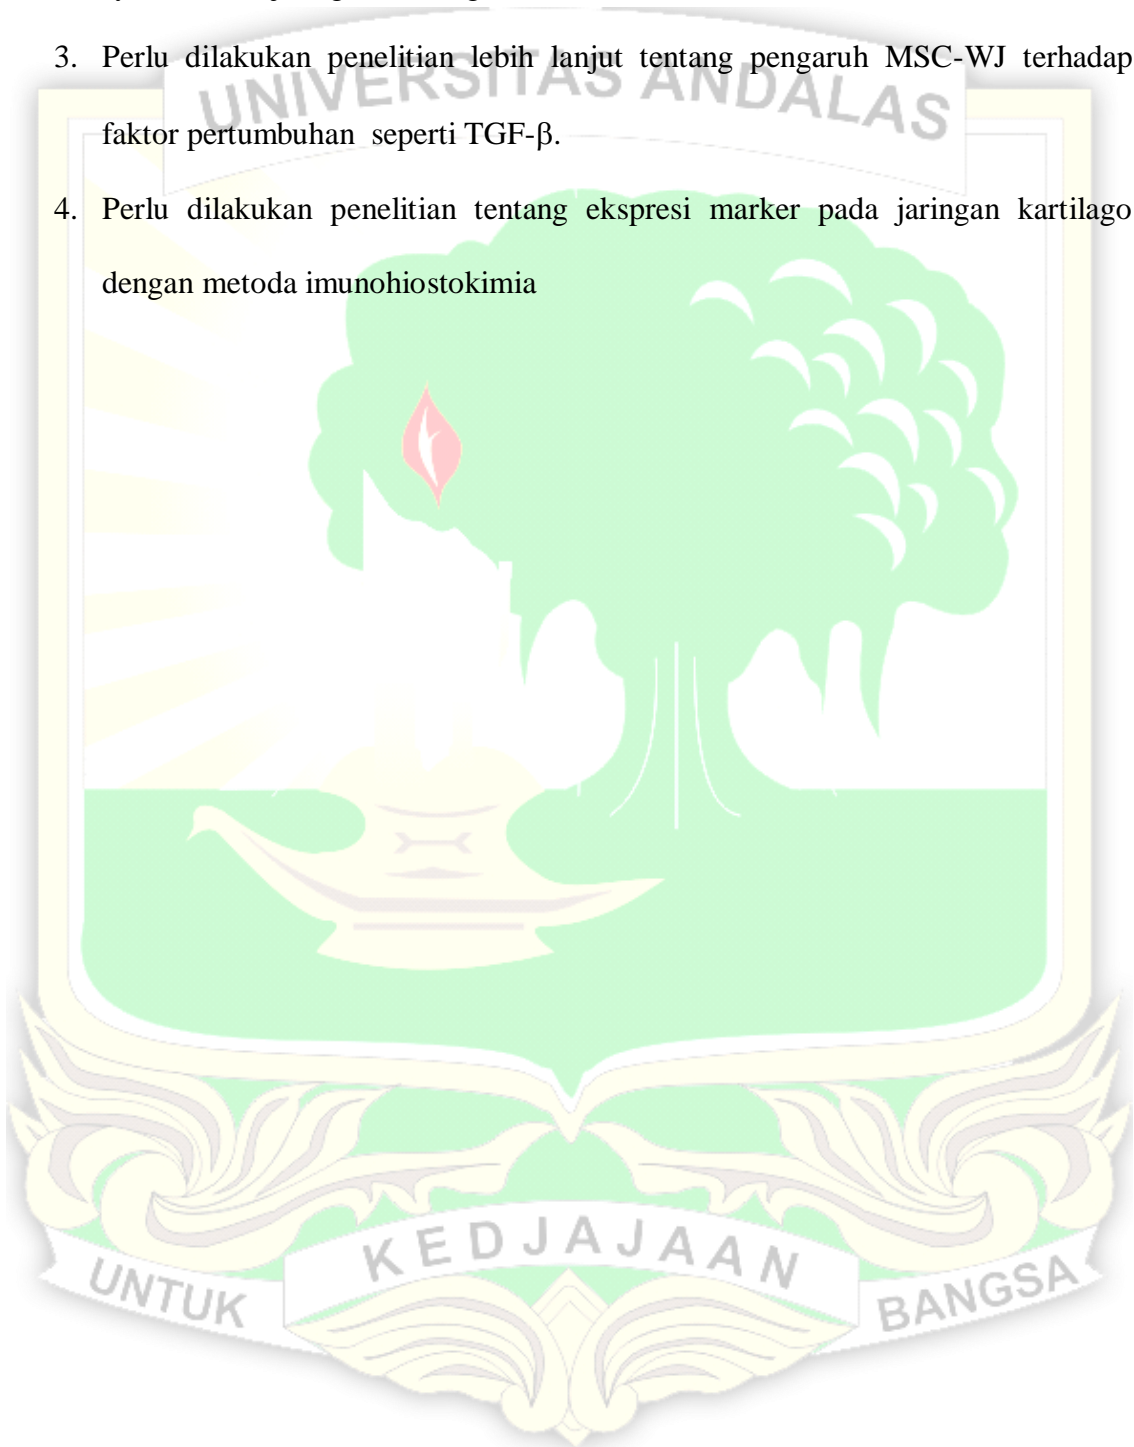 3. Perlu dilakukan penelitian lebih lanjut tentang pengaruh MSC-WJ terhadap
faktor pertumbuhan seperti TGF-β.
4. Perlu dilakukan penelitian tentang ekspresi marker pada jaringan kartilago
dengan metoda imunohiostokimia
UNIVERSITAS ANDALAS
UNTUK KEDJAJAAN BANGSA